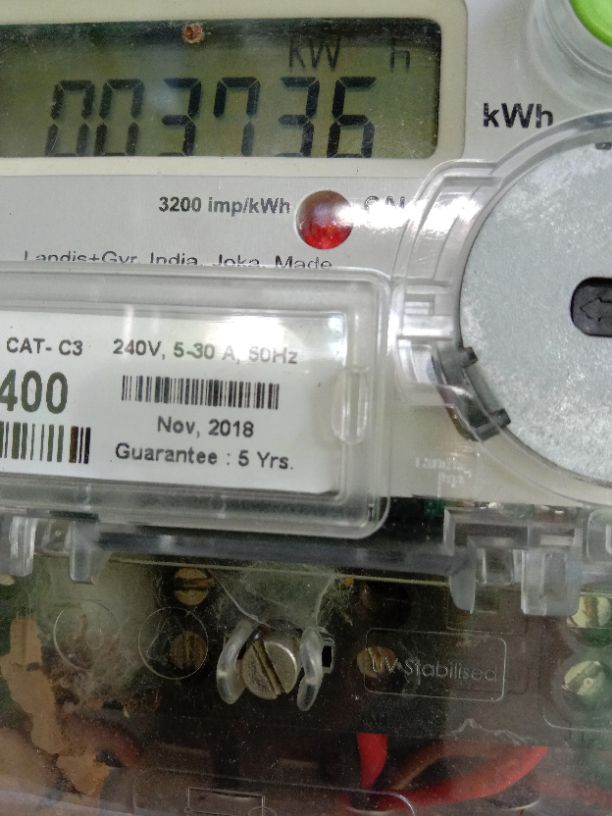 kW h
003736
kWh
3200 imp/kWh CAL
Landis+Gyr India, Joka, Made
CAT- C3 240V, 5-30 A, 50Hz
400
Nov, 2018
Guarantee : 5 Yrs.
UV-Stabilised